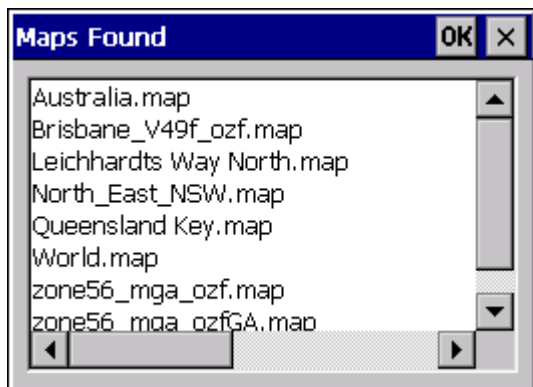 Maps Found OK ×
Australia.map
Brisbane_V49f_ozf.map
Leichhardts Way North.map
North_East_NSW.map
Queensland Key.map
World.map
zone56_mga_ozf.map
zone56_mga_ozfGA.map